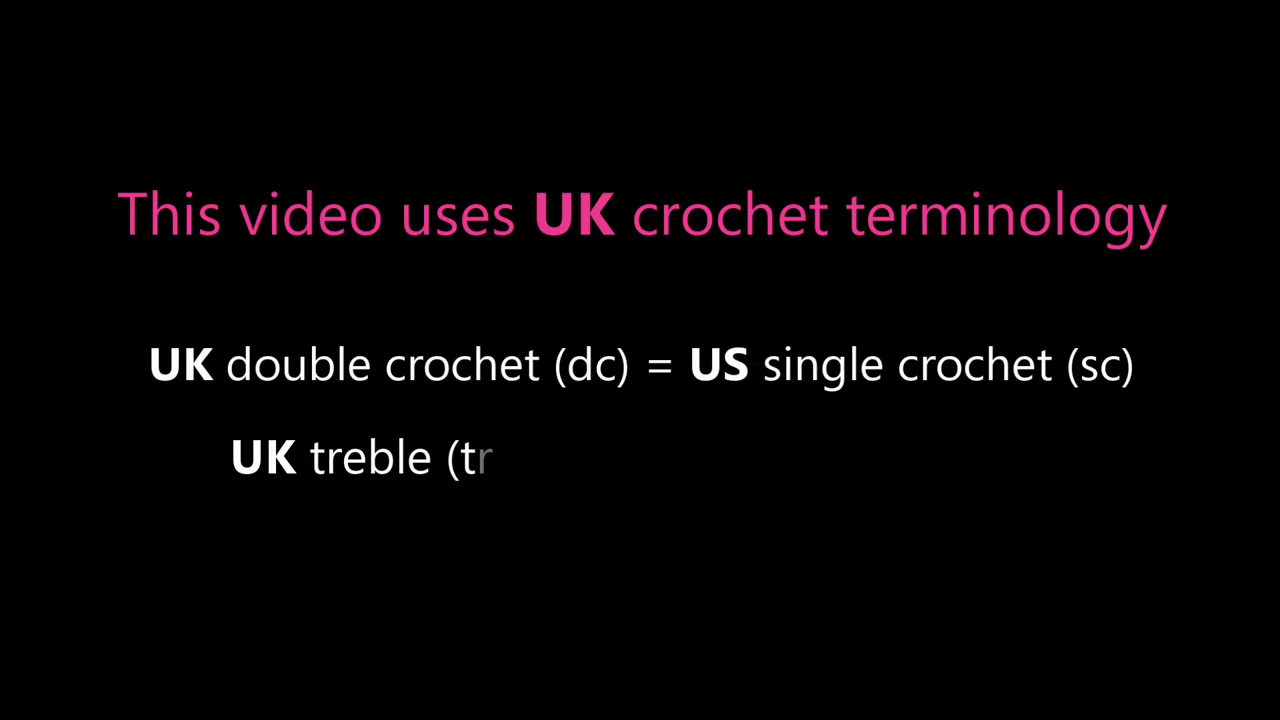 This video uses UK crochet terminology
UK double crochet (dc) = US single crochet (sc)
UK treble (tr